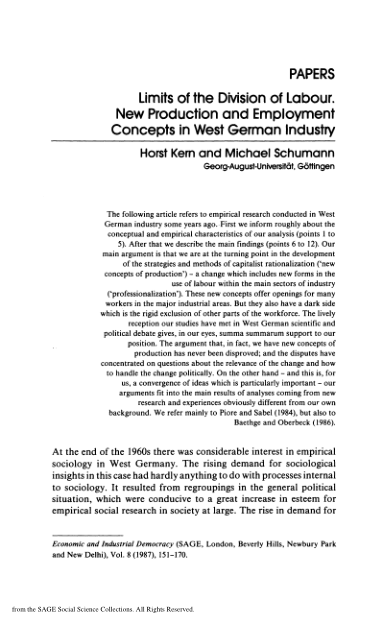 PAPERS
Limits of the Division of Labour.
New Production and Employment
Concepts in West German Industry
Horst Kern and Michael Schumann
Georg-August-Universität, Göttingen
The following article refers to empirical research conducted in West
German industry some years ago. First we inform roughly about the
conceptual and empirical characteristics of our analysis (points 1 to
5). After that we describe the main findings (points 6 to 12). Our
main argument is that we are at the turning point in the development
of the strategies and methods of capitalist rationalization ('new
concepts of production') – a change which includes new forms in the
use of labour within the main sectors of industry
('professionalization'). These new concepts offer openings for many
workers in the major industrial areas. But they also have a dark side
which is the rigid exclusion of other parts of the workforce. The lively
reception our studies have met in West German scientific and
political debate gives, in our eyes, summa summarum support to our
position. The argument that, in fact, we have new concepts of
production has never been disproved; and the disputes have
concentrated on questions about the relevance of the change and how
to handle the change politically. On the other hand – and this is, for
us, a convergence of ideas which is particularly important – our
arguments fit into the main results of analyses coming from new
research and experiences obviously different from our own
background. We refer mainly to Piore and Sabel (1984), but also to
Baethge and Oberbeck (1986).
At the end of the 1960s there was considerable interest in empirical
sociology in West Germany. The rising demand for sociological
insights in this case had hardly anything to do with processes internal
to sociology. It resulted from regroupings in the general political
situation, which were conducive to a great increase in esteem for
empirical social research in society at large. The rise in demand for
Economic and Industrial Democracy (SAGE, London, Beverly Hills, Newbury Park
and New Delhi), Vol. 8 (1987), 151–170.
from the SAGE Social Science Collections. All Rights Reserved.